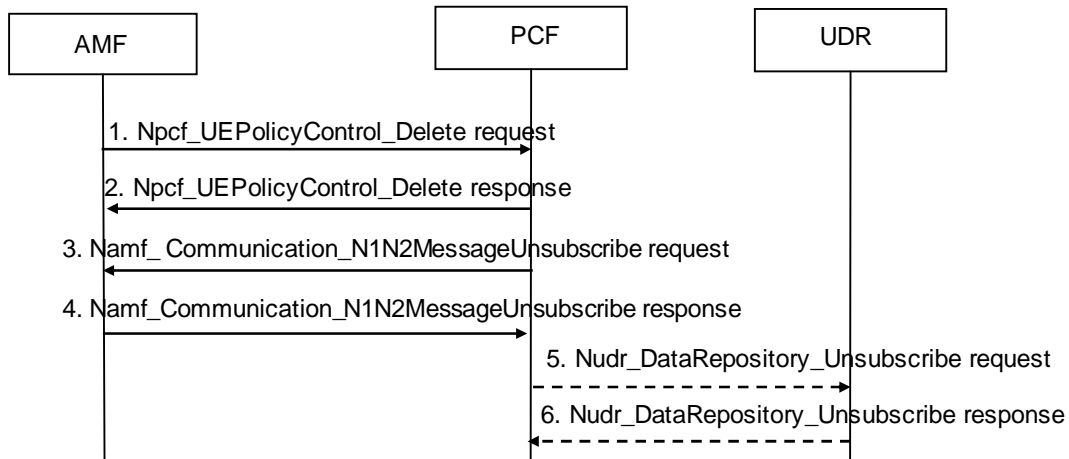 AMF
PCF
UDR
1. Npcf_UEPolicyControl_Delete request
2. Npcf_UEPolicyControl_Delete response
3. Namf_ Communication_N1N2MessageUnsubscribe request
4. Namf_Communication_N1N2MessageUnsubscribe response
5. Nudr_DataRepository_Unsubscribe request
6. Nudr_DataRepository_Unsubscribe response